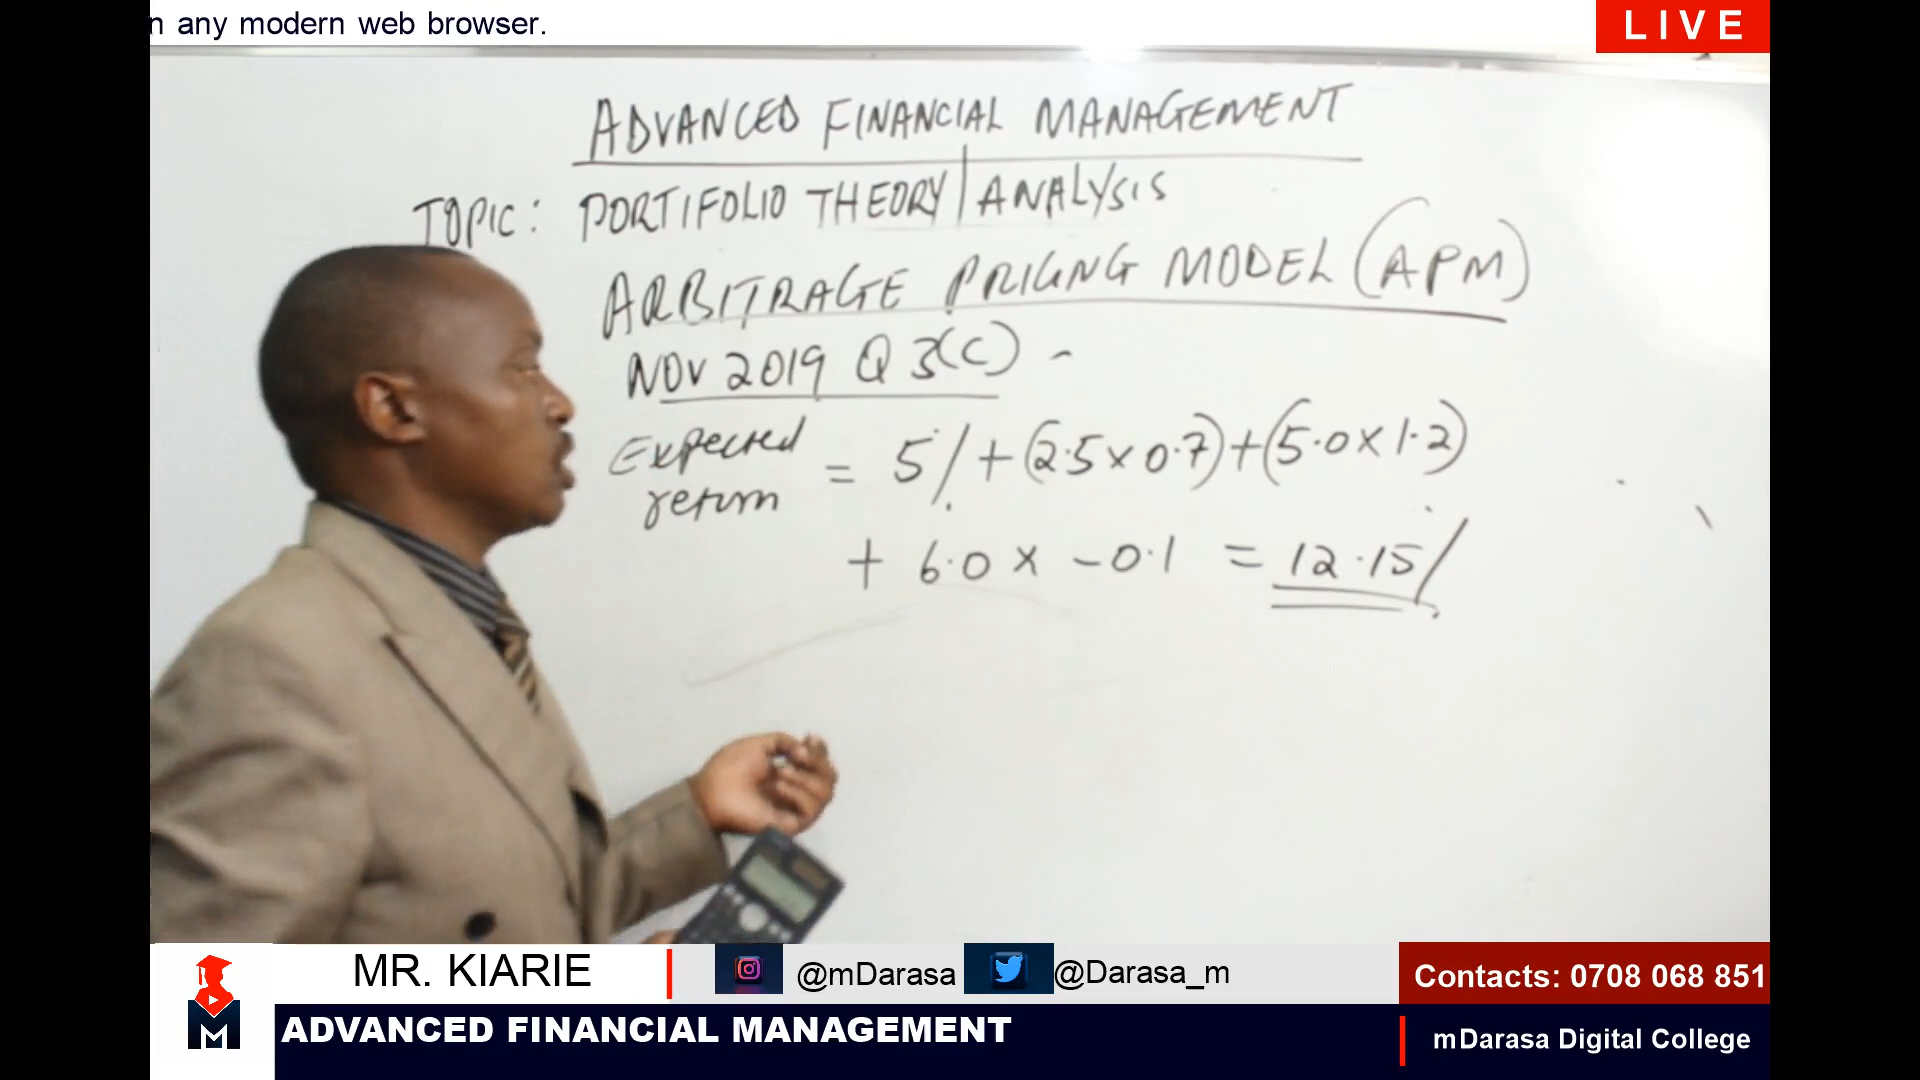 n any modern web browser.
LIVE
ADVANCED FINANCIAL MANAGEMENT
TOPIC: PORTIFOLIO THEORY/ANALYSIS
ARBITRAGE PRICING MODEL (APM)
NOV 2019 Q 3(C) -
Expected return = 5% + (2.5 x 0.7) + (5.0 x 1.2)
+ 6.0 x - 0.1 = 12.15%
MR. KIARIE
@mDarasa
@Darasa_m
Contacts: 0708 068 851
M
ADVANCED FINANCIAL MANAGEMENT
mDarasa Digital College